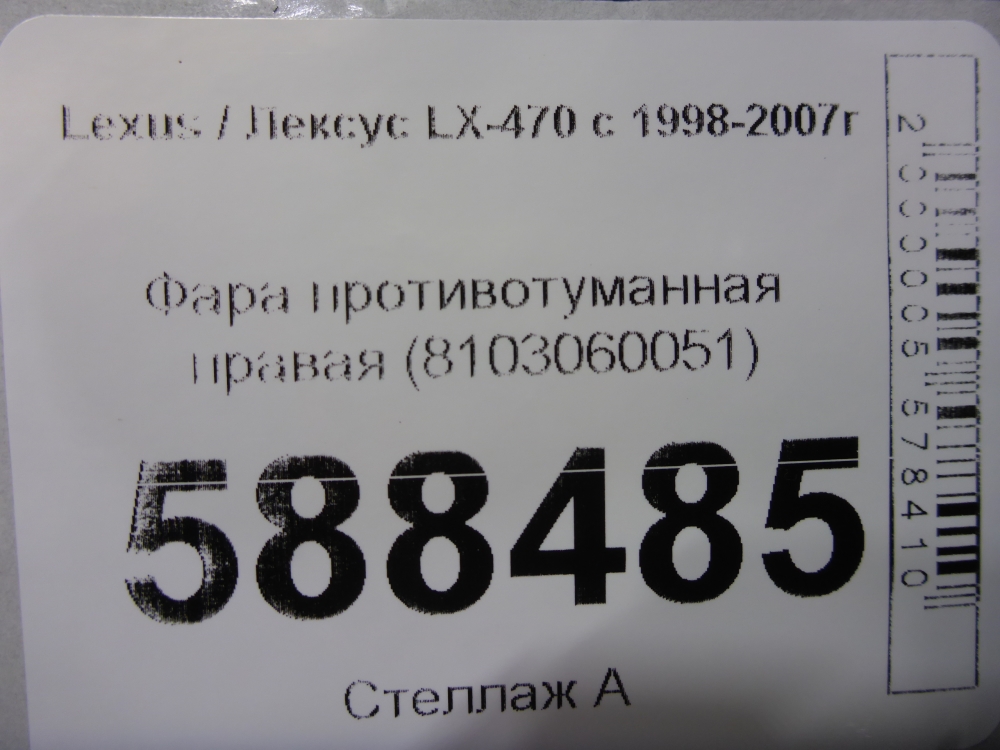 Lexus / Лексус LX-470 с 1998-2007г
Фара противотуманная
правая (8103060051)
588485
Стеллаж А
2000005578410